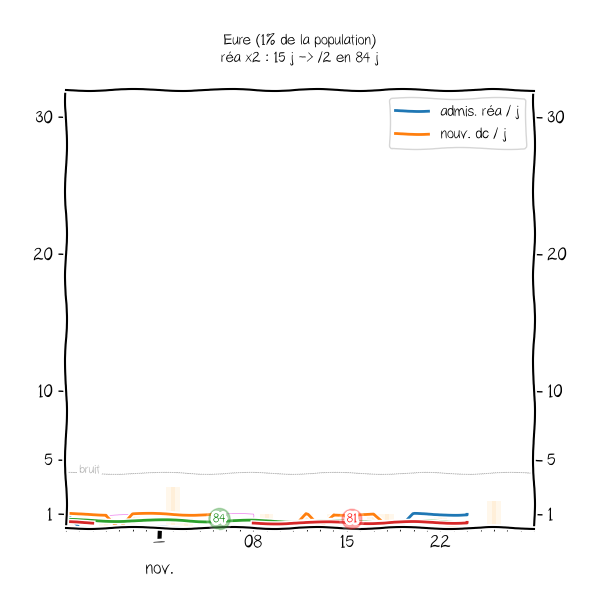 Eure (1% de la population)
réa x2 : 15 j -> /2 en 84 j
admis. réa / j
nouv. dc / j
30
30
20
20
10
10
5
5
bruit
1
1
84
81
1
08
15
22
nov.